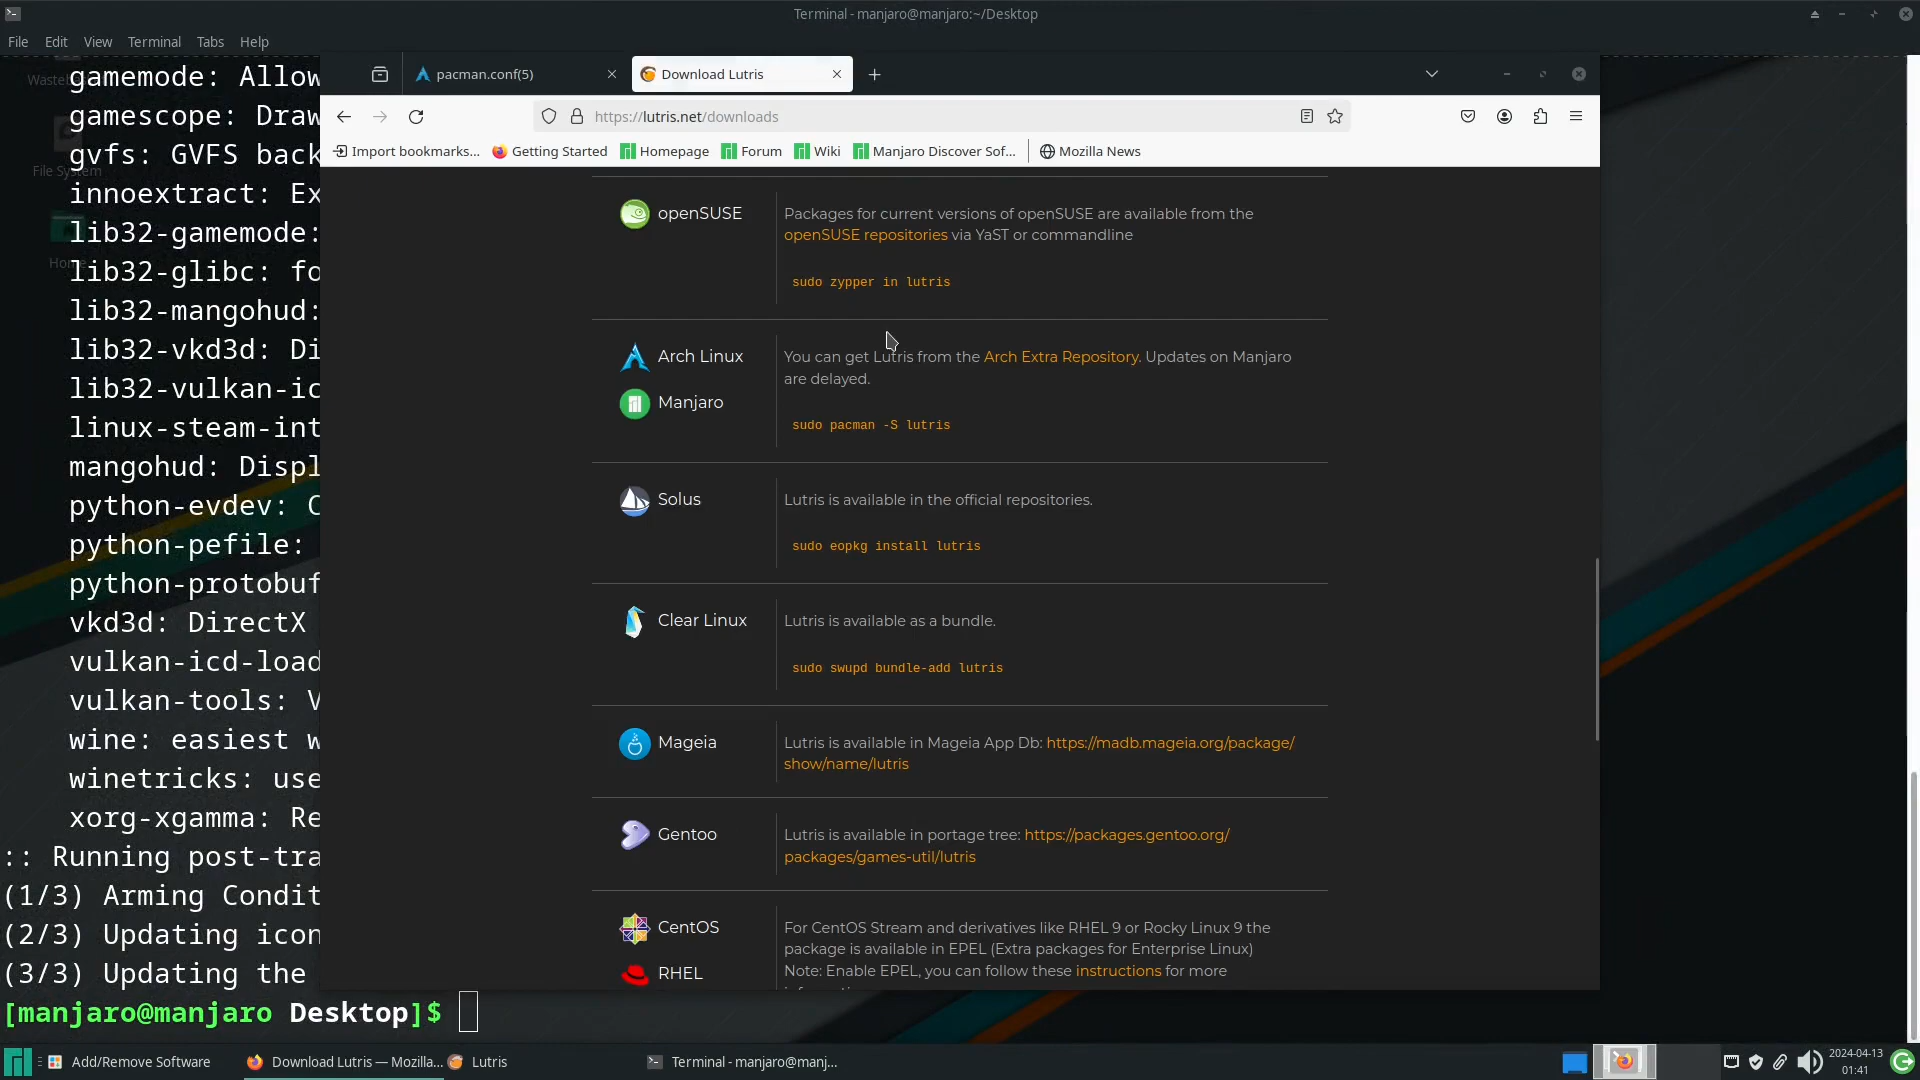 Terminal - manjaro@manjaro:~/Desktop
File Edit View Terminal Tabs Help
gamemode: Allow
gamescope: Draw
gvfs: GVFS back
innoextract: Ex
lib32-gamemode:
lib32-glibc: fo
lib32-mangohud:
lib32-vkd3d: Di
lib32-vulkan-ic
linux-steam-int
mangohud: Displ
python-evdev: C
python-pefile:
python-protobuf
vkd3d: DirectX
vulkan-icd-load
vulkan-tools: V
wine: easiest w
winetricks: use
xorg-xgamma: Re
:: Running post-tra
(1/3) Arming Condit
(2/3) Updating icon
(3/3) Updating the
[manjaro@manjaro Desktop]$
File System
pacman.conf(5)
Download Lutris
https://lutris.net/downloads
Import bookmarks... Getting Started Homepage Forum Wiki Manjaro Discover Sof... Mozilla News
openSUSE
Packages for current versions of openSUSE are available from the
openSUSE repositories via YaST or commandline
sudo zypper in lutris
Arch Linux
Manjaro
You can get Lutris from the Arch Extra Repository. Updates on Manjaro
are delayed.
sudo pacman -S lutris
Solus
Lutris is available in the official repositories.
sudo eopkg install lutris
Clear Linux
Lutris is available as a bundle.
sudo swupd bundle-add lutris
Mageia
Lutris is available in Mageia App Db: https://madb.mageia.org/package/
show/name/lutris
Gentoo
Lutris is available in portage tree: https://packages.gentoo.org/
packages/games-util/lutris
CentOS
RHEL
For CentOS Stream and derivatives like RHEL 9 or Rocky Linux 9 the
package is available in EPEL (Extra packages for Enterprise Linux)
Note: Enable EPEL, you can follow these instructions for more
Add/Remove Software
Download Lutris — Mozilla...
Lutris
Terminal - manjaro@manj...
2024-04-13
01:41